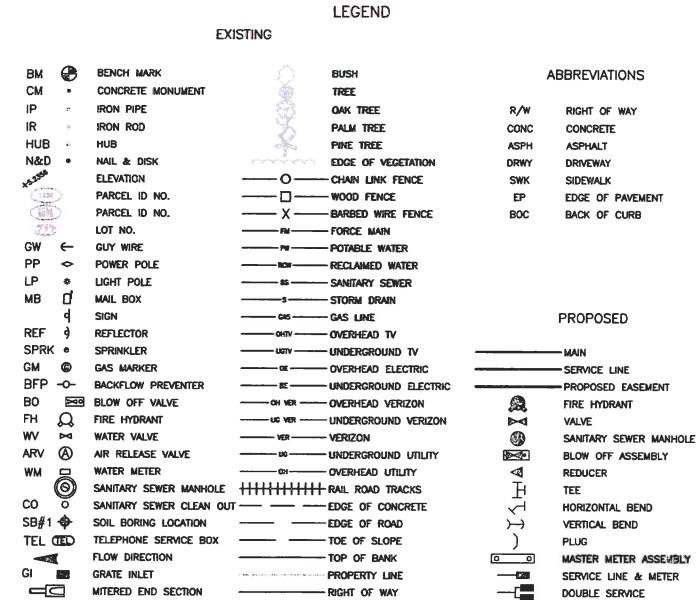 LEGEND
EXISTING
BM BENCH MARK
CM CONCRETE MONUMENT
IP IRON PIPE
IR IRON ROD
HUB HUB
N&D NAIL & DISK
ELEVATION
PARCEL ID NO.
PARCEL ID NO.
LOT NO.
GW GUY WIRE
PP POWER POLE
LP LIGHT POLE
MB MAIL BOX
SIGN
REF REFLECTOR
SPRK SPRINKLER
GM G GAS MARKER
BFP BACKFLOW PREVENTER
BO BLOW OFF VALVE
FH FIRE HYDRANT
WV WATER VALVE
ARV A AIR RELEASE VALVE
WM WATER METER
SANITARY SEWER MANHOLE
CO SANITARY SEWER CLEAN OUT
SB#1 SOIL BORING LOCATION
TEL TEL TELEPHONE SERVICE BOX
FLOW DIRECTION
GI GRATE INLET
MITERED END SECTION
BUSH
TREE
OAK TREE
PALM TREE
PINE TREE
EDGE OF VEGETATION
CHAIN LINK FENCE
WOOD FENCE
X BARBED WIRE FENCE
FM FORCE MAIN
PW POTABLE WATER
RCW RECLAIMED WATER
SS SANITARY SEWER
S STORM DRAIN
GAS GAS LINE
OHTV OVERHEAD TV
UGTV UNDERGROUND TV
OE OVERHEAD ELECTRIC
BE UNDERGROUND ELECTRIC
OH VER OVERHEAD VERIZON
UG VER UNDERGROUND VERIZON
VER VERIZON
UG UNDERGROUND UTILITY
OH OVERHEAD UTILITY
RAIL ROAD TRACKS
EDGE OF CONCRETE
EDGE OF ROAD
TOE OF SLOPE
TOP OF BANK
PROPERTY LINE
RIGHT OF WAY
ABBREVIATIONS
R/W RIGHT OF WAY
CONC CONCRETE
ASPH ASPHALT
DRWY DRIVEWAY
SWK SIDEWALK
EP EDGE OF PAVEMENT
BOC BACK OF CURB
PROPOSED
MAIN
SERVICE LINE
PROPOSED EASEMENT
FIRE HYDRANT
VALVE
SANITARY SEWER MANHOLE
BLOW OFF ASSEMBLY
REDUCER
TEE
HORIZONTAL BEND
VERTICAL BEND
PLUG
MASTER METER ASSEMBLY
SERVICE LINE & METER
DOUBLE SERVICE